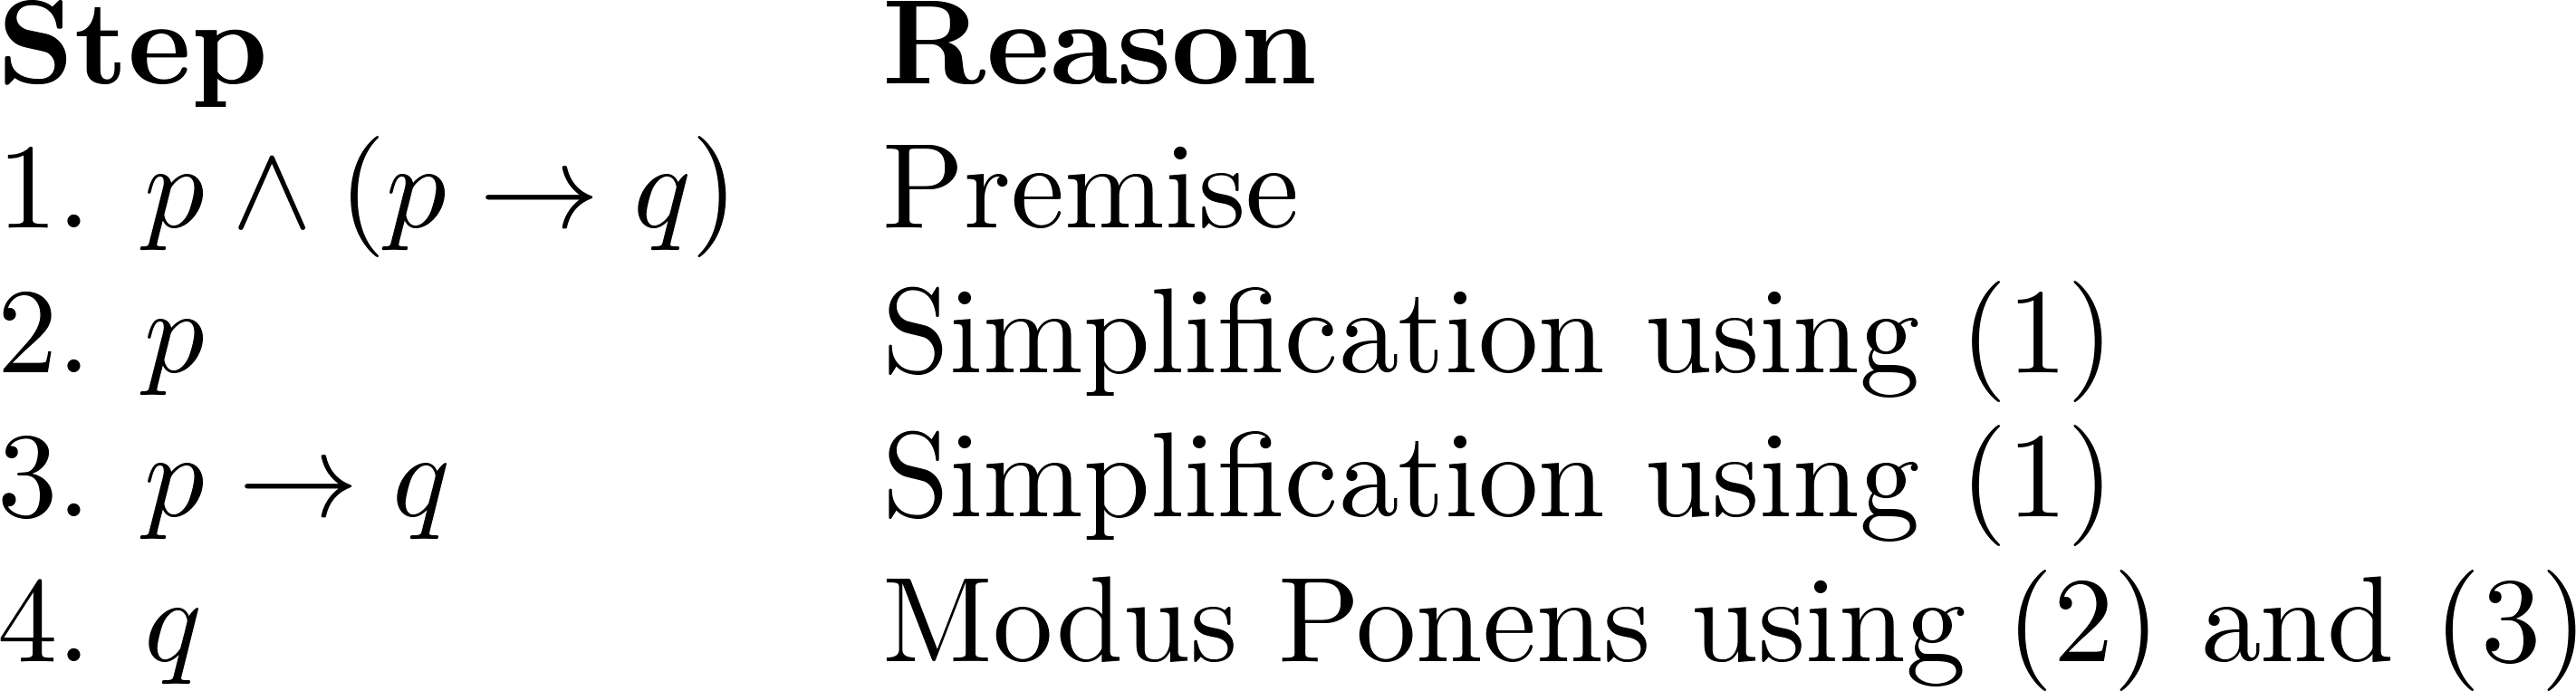 Step Reason
1. p ∧ (p → q) Premise
2. p Simplification using (1)
3. p → q Simplification using (1)
4. q Modus Ponens using (2) and (3)